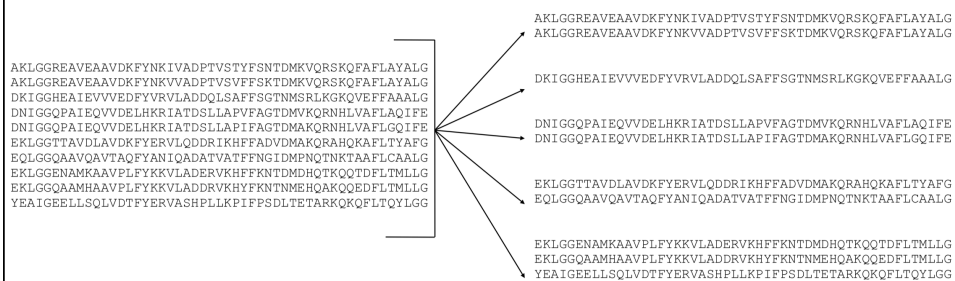 AKLGGREAVEAAVDKFYNKIVADPTVSTYFSNTDMKVQRSKQFAFLAYALG
AKLGGREAVEAAVDKFYNKVVADPTVSVFFSKTDMKVQRSKQFAFLAYALG
DKIGGHEAIEVVVEDFYVRVLADDQLSAFFSGTNMSRLKGKQVEFFAAALG
DNIGGQPAIEQVVDELHKRIATDSLLAPVFAGTDMVKQRNHLVAFLAQIFE
DNIGGQPAIEQVVDELHKRIATDSLLAPIFAGTDMAKQRNHLVAFLGQIFE
EKLGGTTAVDLAVDKFYERVLQDDRIKHFFADVDMAKQRAHQKAFLTYAFG
EQLGGQAAVQAVTAQFYANIQADATVATFFNGIDMPNQTNKTAAFLCAALG
EKLGGENAMKAAVPLFYKKVLADERVKHFFKNTDMDHQTKQQTDFLTMLLG
EKLGGQAAMHAAVPLFYKKVLADDRVKHYFKNTNMEHQAKQQEDFLTMLLG
YEAIGEELLSQLVDTFYERVASHPLLKPIFPSDLTETARKQKQFLTQYLGG
AKLGGREAVEAAVDKFYNKIVADPTVSTYFSNTDMKVQRSKQFAFLAYALG
AKLGGREAVEAAVDKFYNKVVADPTVSVFFSKTDMKVQRSKQFAFLAYALG
DKIGGHEAIEVVVEDFYVRVLADDQLSAFFSGTNMSRLKGKQVEFFAAALG
DNIGGQPAIEQVVDELHKRIATDSLLAPVFAGTDMVKQRNHLVAFLAQIFE
DNIGGQPAIEQVVDELHKRIATDSLLAPIFAGTDMAKQRNHLVAFLGQIFE
EKLGGTTAVDLAVDKFYERVLQDDRIKHFFADVDMAKQRAHQKAFLTYAFG
EQLGGQAAVQAVTAQFYANIQADATVATFFNGIDMPNQTNKTAAFLCAALG
EKLGGENAMKAAVPLFYKKVLADERVKHFFKNTDMDHQTKQQTDFLTMLLG
EKLGGQAAMHAAVPLFYKKVLADDRVKHYFKNTNMEHQAKQQEDFLTMLLG
YEAIGEELLSQLVDTFYERVASHPLLKPIFPSDLTETARKQKQFLTQYLGG